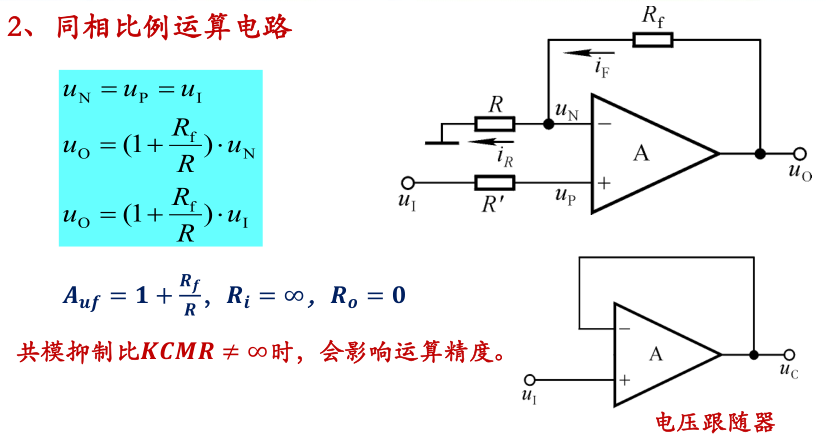 2、同相比例运算电路
u_N = u_P = u_I
u_O = (1 + R_f/R)·u_N
u_O = (1 + R_f/R)·u_I
A_uf = 1 + R_f/R, R_i = ∞, R_o = 0
共模抑制比KCMR ≠ ∞时，会影响运算精度。
R_f
i_F
R
u_N
−
A
i_R
u_O
+
u_I
R′
u_P
−
A
+
u_C
u_I
电压跟随器